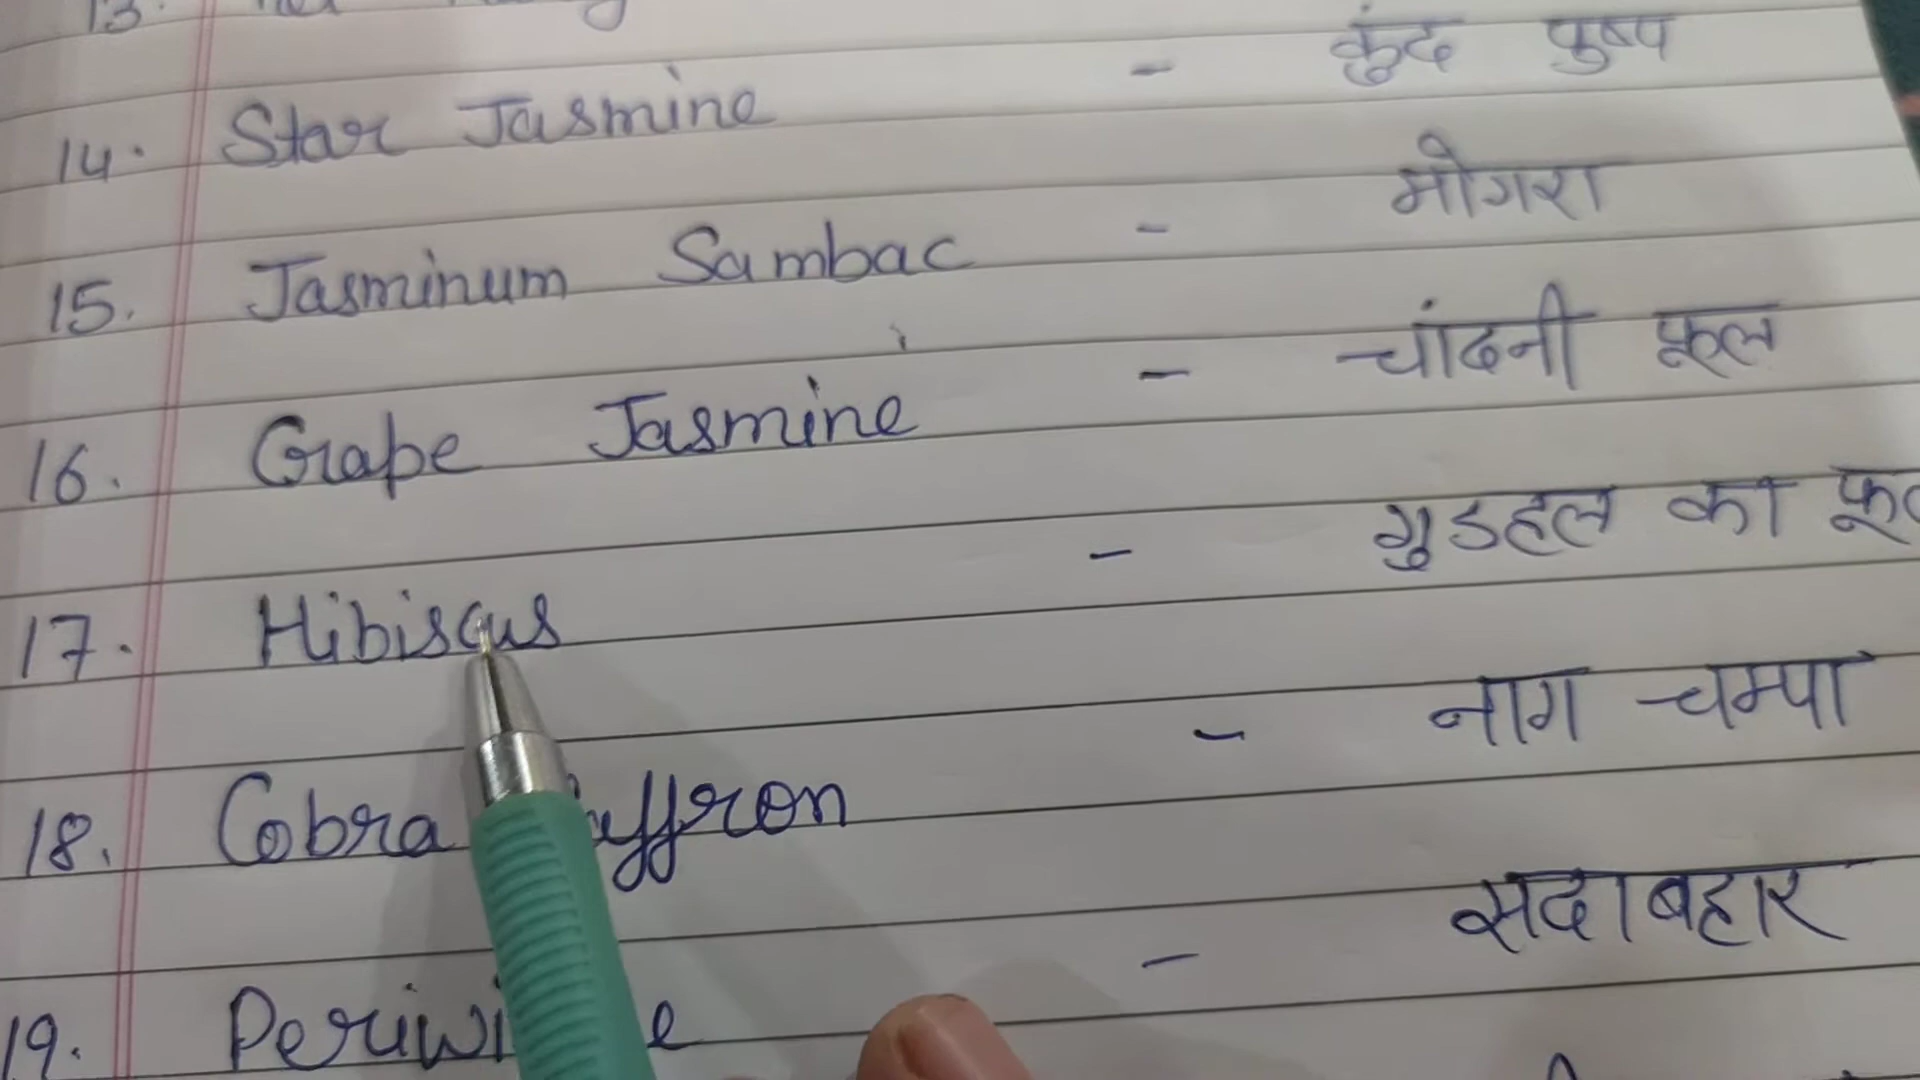 13.
14. Star Jasmine - कुंद पुष्प
15. Jasminum Sambac - मोगरा
16. Grape Jasmine - चांदनी फूल
17. Hibiscus - गुडहल का
18. Cobra - नाग चम्पा
19. - सदाबहार